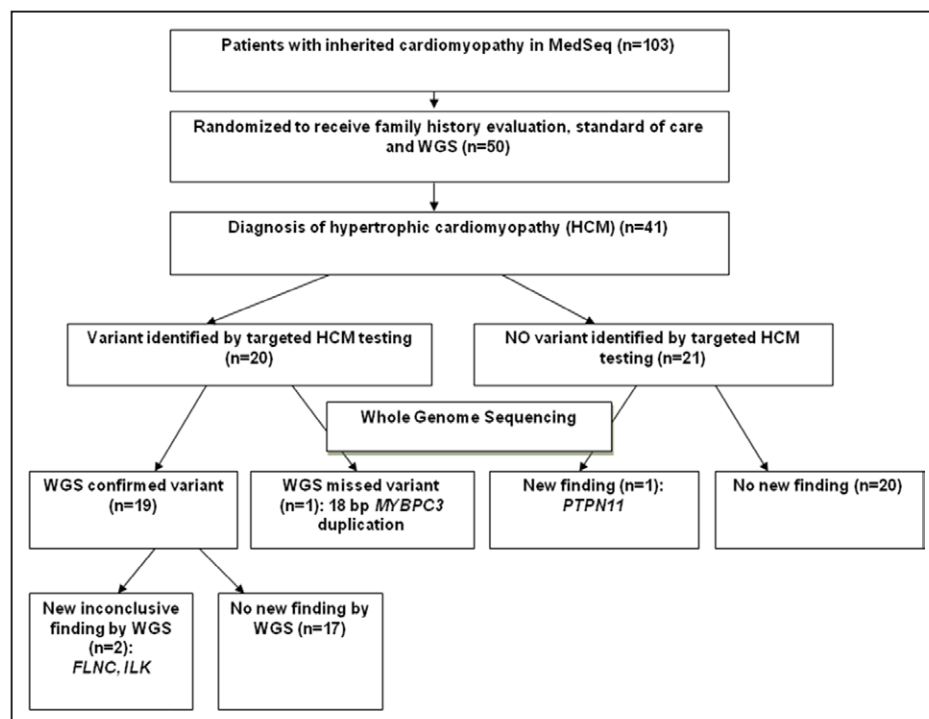 Patients with inherited cardiomyopathy in MedSeq (n=103)
Randomized to receive family history evaluation, standard of care
and WGS (n=50)
Diagnosis of hypertrophic cardiomyopathy (HCM) (n=41)
Variant identified by targeted HCM testing
(n=20)
NO variant identified by targeted HCM
testing (n=21)
Whole Genome Sequencing
WGS confirmed variant
(n=19)
WGS missed variant
(n=1): 18 bp MYBPC3
duplication
New finding (n=1):
PTPN11
No new finding (n=20)
New inconclusive
finding by WGS
(n=2):
FLNC, ILK
No new finding by
WGS (n=17)